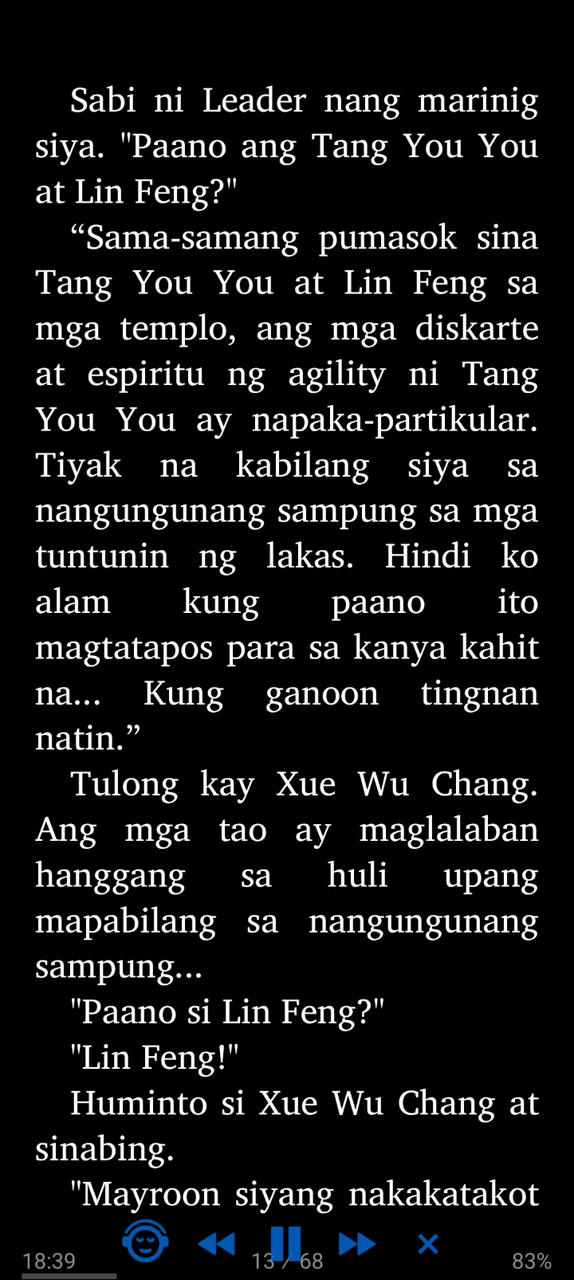 Sabi ni Leader nang marinig
siya. "Paano ang Tang You You
at Lin Feng?"
“Sama-samang pumasok sina
Tang You You at Lin Feng sa
mga templo, ang mga diskarte
at espiritu ng agility ni Tang
You You ay napaka-partikular.
Tiyak na kabilang siya sa
nangungunang sampung sa mga
tuntunin ng lakas. Hindi ko
alam kung paano ito
magtatapos para sa kanya kahit
na... Kung ganoon tingnan
natin.”
Tulong kay Xue Wu Chang.
Ang mga tao ay maglalaban
hanggang sa huli upang
mapabilang sa nangungunang
sampung...
"Paano si Lin Feng?"
"Lin Feng!"
Huminto si Xue Wu Chang at
sinabing.
"Mayroon siyang nakakatakot
18:39 13 / 68 83%